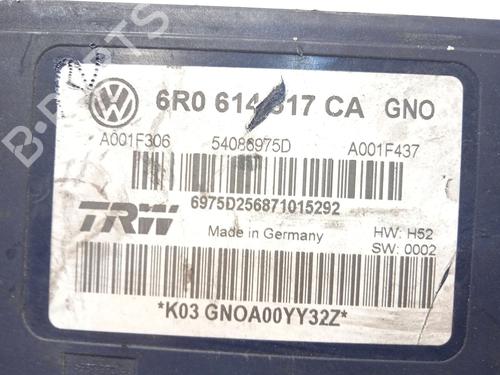 B-PARTS
6R0 614 517 CA GNO
A001F306 54086975D A001F437
6975D256871015292
TRW Made in Germany HW: H52
SW: 0002
*K03 GNOA00YY32Z*